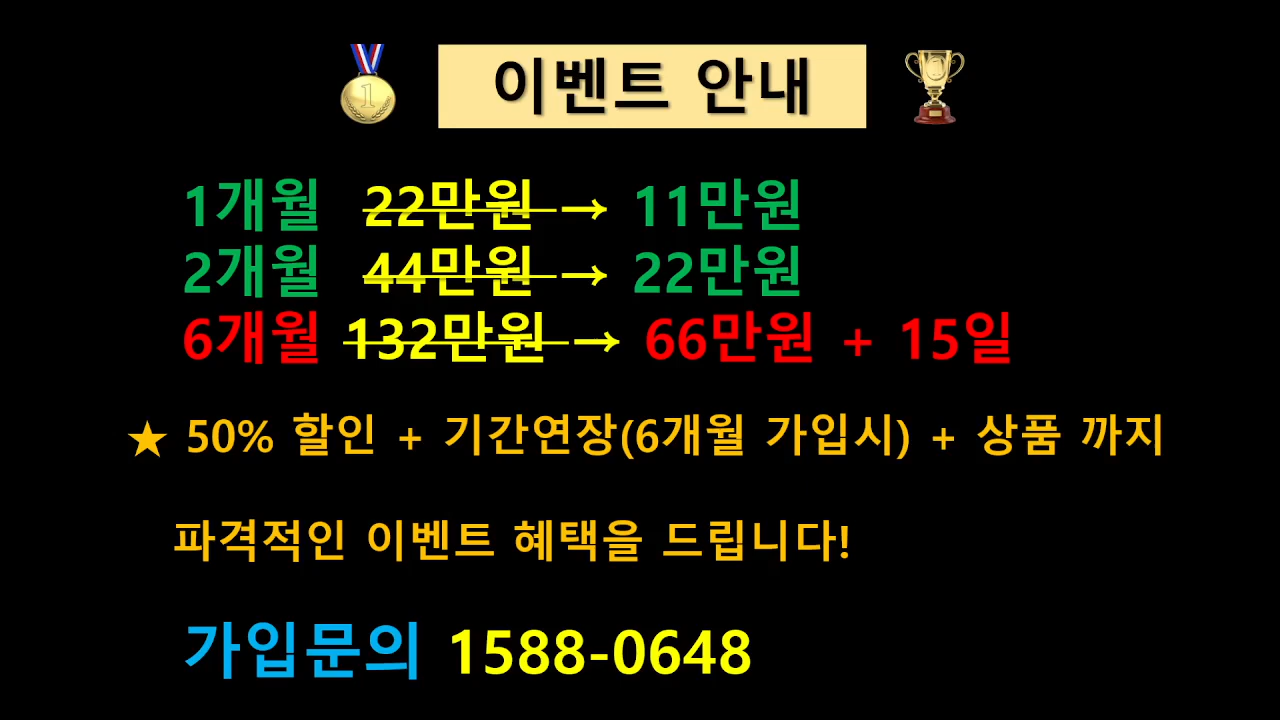 이벤트 안내
1개월 22만원 → 11만원
2개월 44만원 → 22만원
6개월 132만원 → 66만원 + 15일
★ 50% 할인 + 기간연장(6개월 가입시) + 상품 까지
파격적인 이벤트 혜택을 드립니다!
가입문의 1588-0648
1